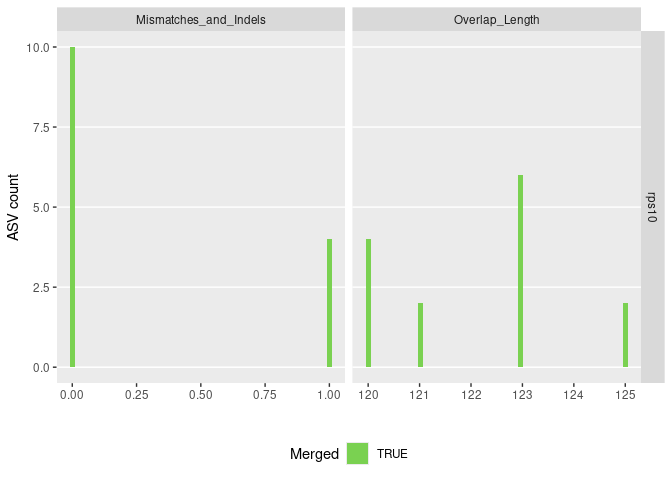 Mismatches_and_Indels
Overlap_Length
10.0
7.5
5.0
2.5
0.0
ASV count
rps10
0.00 0.25 0.50 0.75 1.00
120 121 122 123 124 125
Merged TRUE